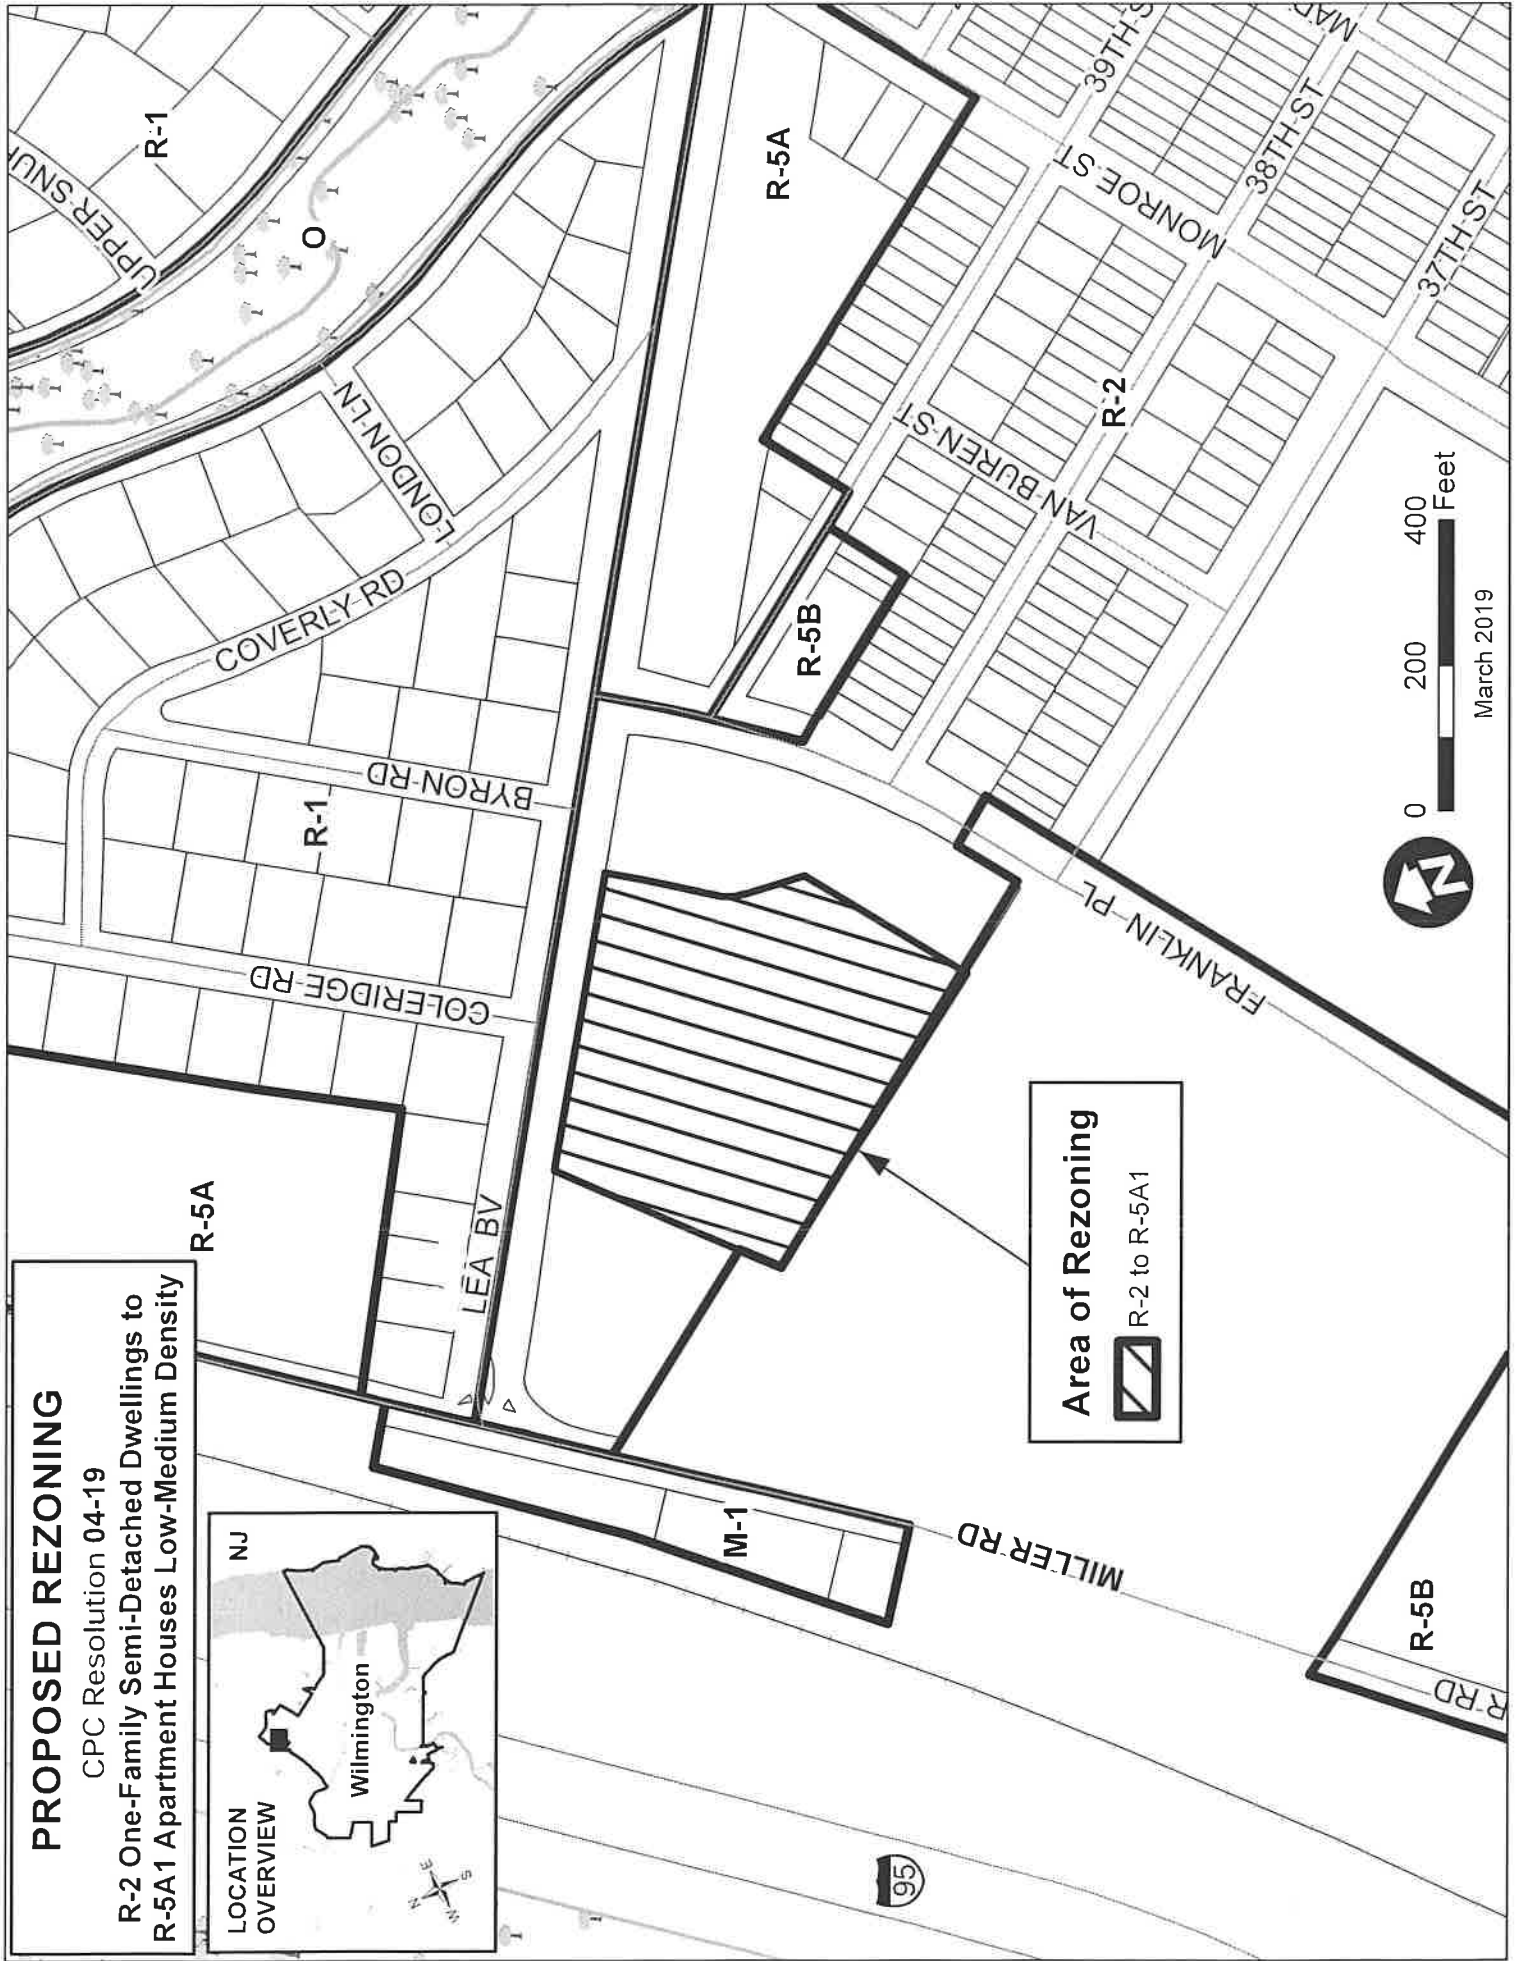 PROPOSED REZONING
CPC Resolution 04-19
R-2 One-Family Semi-Detached Dwellings to
R-5A1 Apartment Houses Low-Medium Density
LOCATION
OVERVIEW
NJ
Wilmington
N
E
S
W
R-5A
R-1
UPPER SNUF
O
LONDON LN
COVERLY RD
BYRON RD
R-1
COLERIDGE RD
LEA BV
R-5A
R-5B
39TH S
MAD
MONROE ST
38TH ST
37TH ST
VAN BUREN ST
R-2
FRANKLIN PL
M-1
MILLER RD
95
R-5B
R RD
Area of Rezoning
R-2 to R-5A1
N
0 200 400
Feet
March 2019